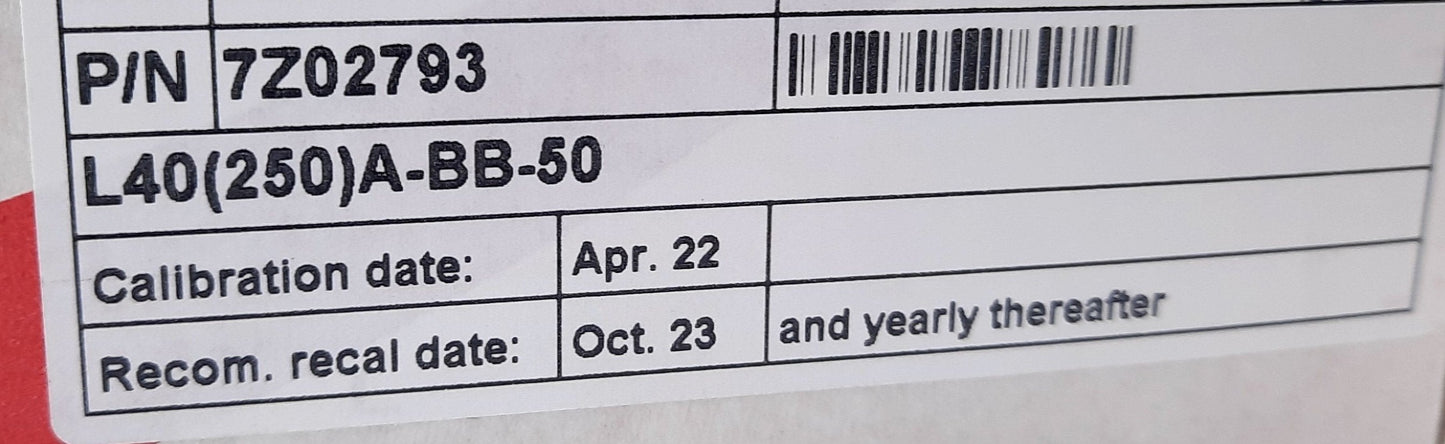 P/N 7Z02793
L40(250)A-BB-50
Calibration date: Apr. 22
Recom. recal date: Oct. 23 and yearly thereafter